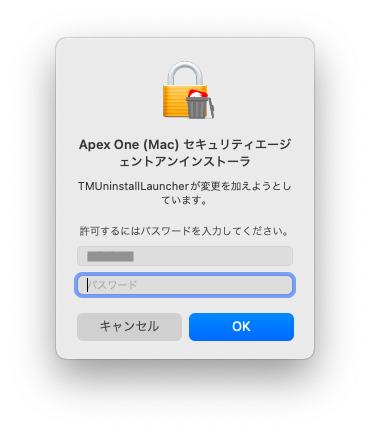 Apex One (Mac) セキュリティエージ
ェントアンインストーラ
TMUninstallLauncherが変更を加えようとし
ています。
許可するにはパスワードを入力してください。
パスワード
キャンセル
OK